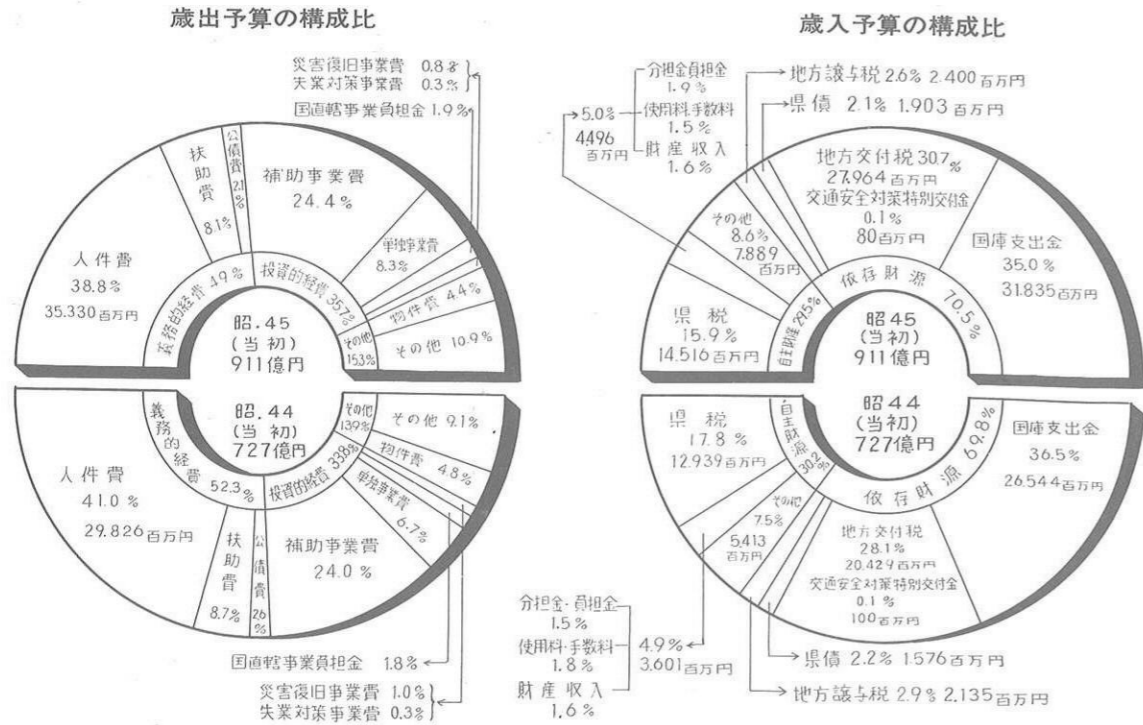 歳出予算の構成比
災害復旧事業費 0.8%
失業対策事業費 0.3%
国直轄事業負担金 1.9%
扶助費
8.1%
公債費
2.1%
補助事業費
24.4%
単独事業費
8.3%
人件費
38.8%
35.330百万円
義務的経費 49%
投資的経費 35.7%
物件費 4.4%
その他
15.3%
その他 10.9%
昭.45
(当初)
911億円
昭.44
(当初)
727億円
義務的経費 52.3%
投資的経費 33.8%
その他
13.9%
その他 9.1%
物件費 4.8%
単独事業費
6.7%
人件費
41.0%
29.826百万円
扶助費
8.7%
公債費
2.6%
補助事業費
24.0%
国直轄事業負担金 1.8%
災害復旧事業費 1.0%
失業対策事業費 0.3%
歳入予算の構成比
分担金負担金
1.9%
5.0%
4.496
百万円
使用料.手数料
1.5%
財産収入
1.6%
地方譲与税 2.6% 2.400百万円
県債 2.1% 1.903百万円
地方交付税 30.7%
27.964百万円
交通安全対策特別交付金
0.1%
80百万円
国庫支出金
35.0%
31.835百万円
その他
8.6%
7.889
百万円
県税
15.9%
14.516百万円
自主財産 29.5%
依存財源 70.5%
昭45
(当初)
911億円
昭44
(当初)
727億円
県税
17.8%
12.939百万円
自主財源 30.2%
依存財源 69.8%
国庫支出金
36.5%
26.544百万円
その他
7.5%
5.413
百万円
地方交付税
28.1%
20.429百万円
交通安全対策特別交付金
0.1%
100百万円
分担金・負担金
1.5%
使用料・手数料
1.8%
財産収入
1.6%
4.9%
3.601百万円
県債 2.2% 1.576百万円
地方譲与税 2.9% 2.135百万円